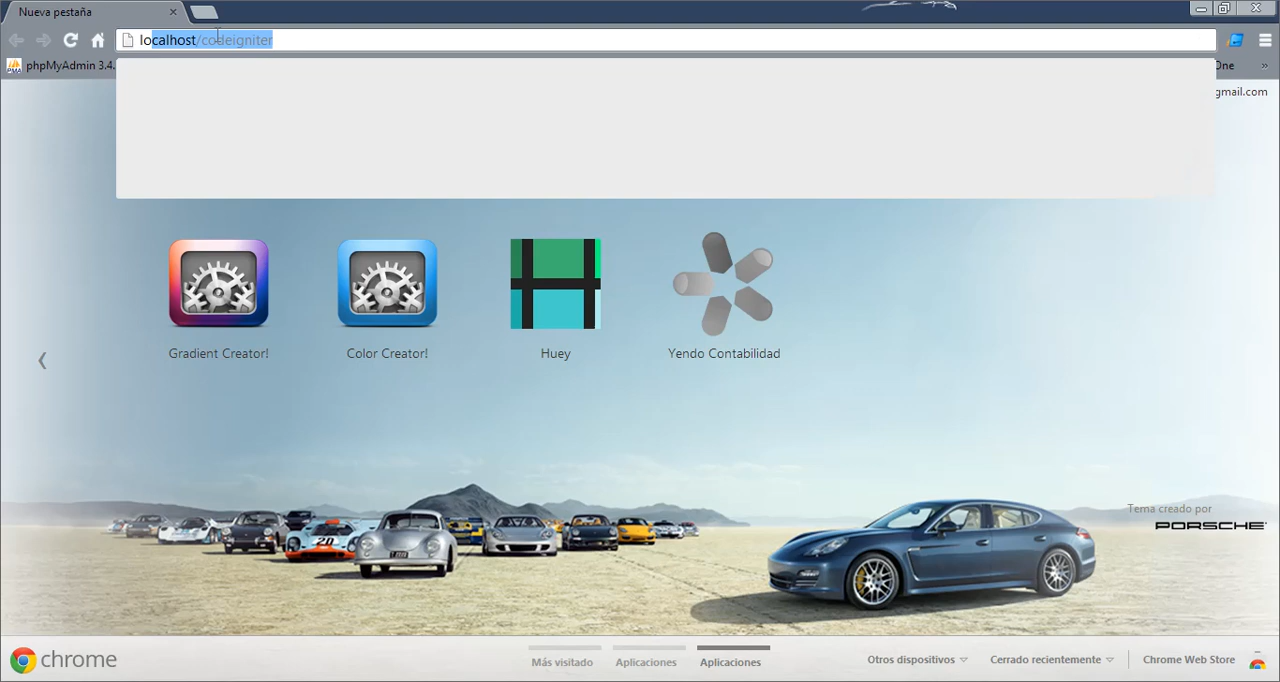 Nueva pestaña
localhost/codeigniter
phpMyAdmin 3.4.
One
gmail.com
Gradient Creator!
Color Creator!
Huey
Yendo Contabilidad
20
Tema creado por
PORSCHE
chrome
Más visitado
Aplicaciones
Aplicaciones
Otros dispositivos
Cerrado recientemente
Chrome Web Store